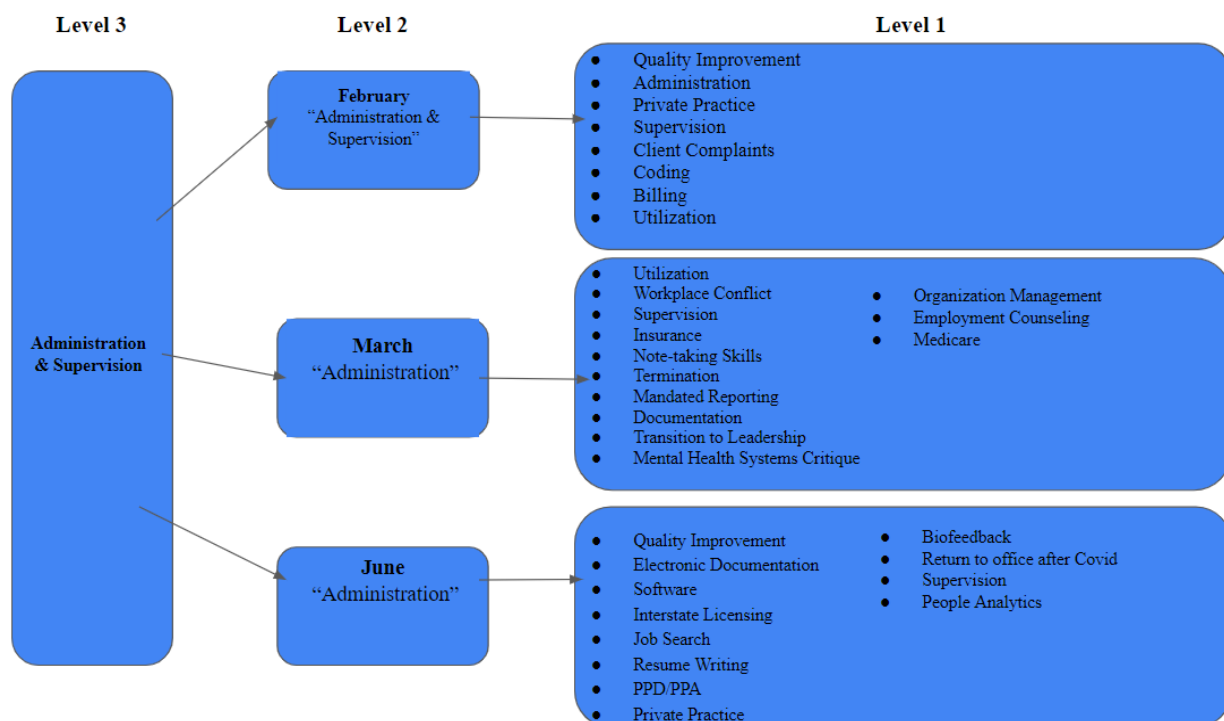 Level 3
Level 2
Level 1
Administration
& Supervision
February
“Administration &
Supervision”
● Quality Improvement
● Administration
● Private Practice
● Supervision
● Client Complaints
● Coding
● Billing
● Utilization
March
“Administration”
● Utilization
● Workplace Conflict
● Supervision
● Insurance
● Note-taking Skills
● Termination
● Mandated Reporting
● Documentation
● Transition to Leadership
● Mental Health Systems Critique
● Organization Management
● Employment Counseling
● Medicare
June
“Administration”
● Quality Improvement
● Electronic Documentation
● Software
● Interstate Licensing
● Job Search
● Resume Writing
● PPD/PPA
● Private Practice
● Biofeedback
● Return to office after Covid
● Supervision
● People Analytics